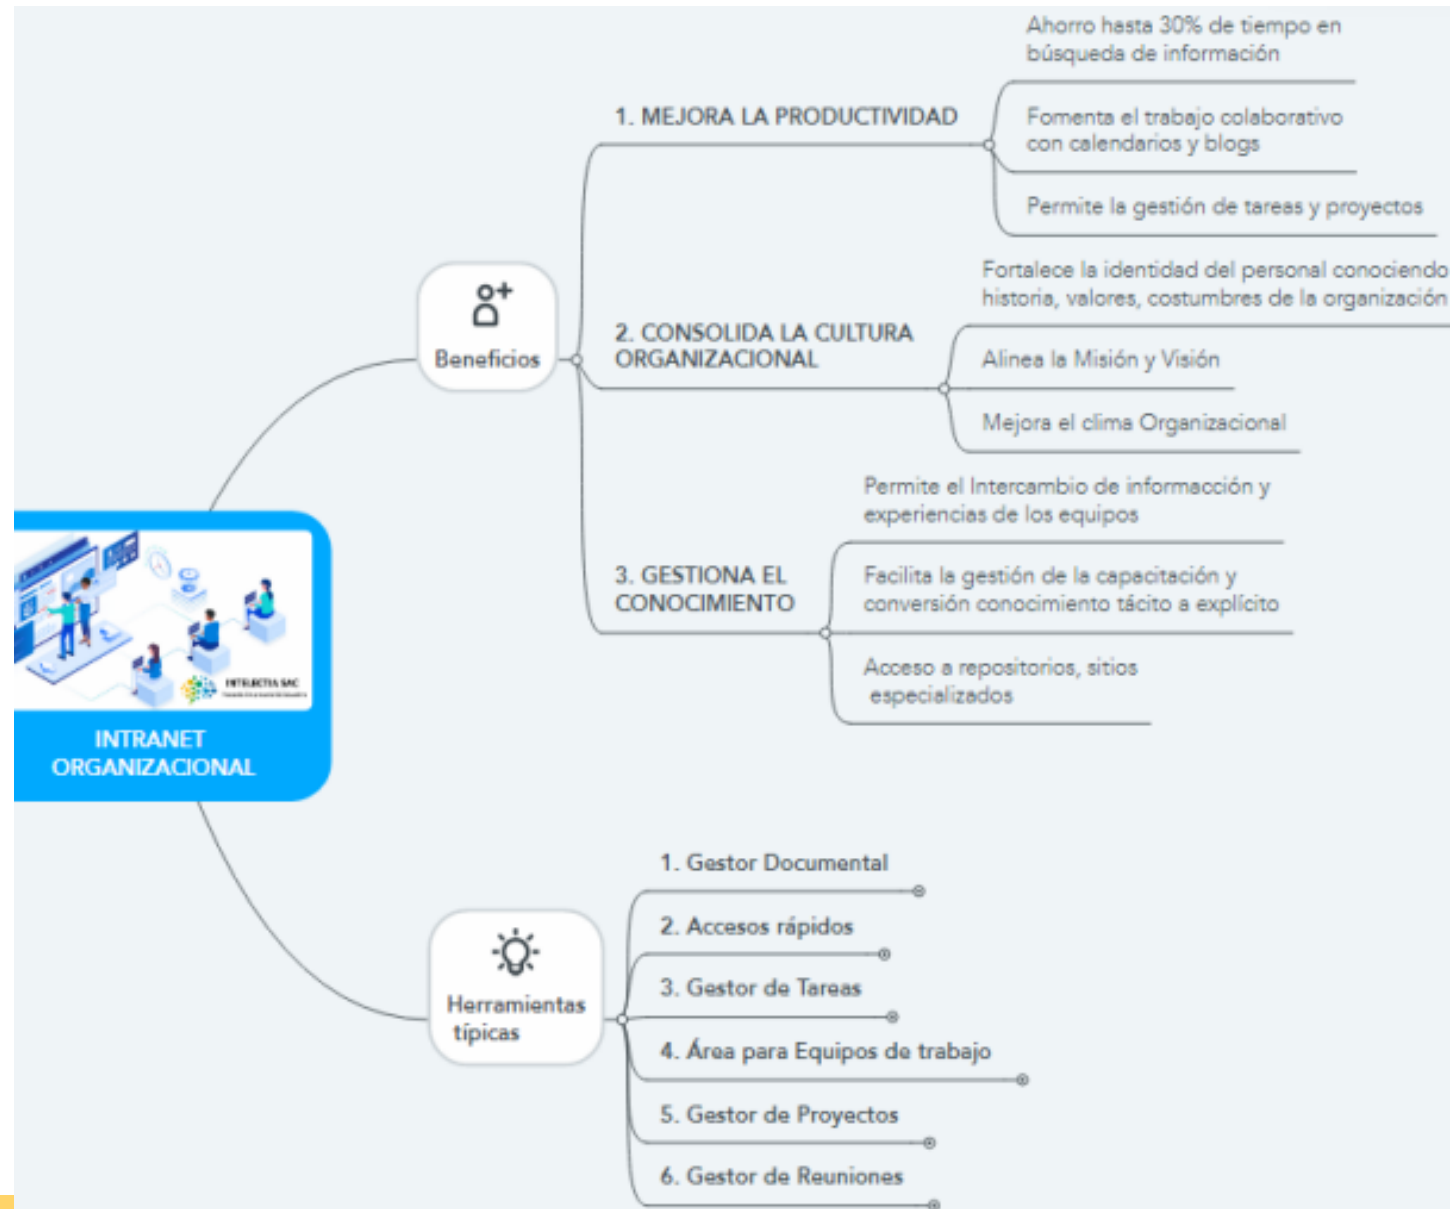 Ahorro hasta 30% de tiempo en
búsqueda de información
1. MEJORA LA PRODUCTIVIDAD
Fomenta el trabajo colaborativo
con calendarios y blogs
Permite la gestión de tareas y proyectos
Beneficios
Fortalece la identidad del personal conociendo
historia, valores, costumbres de la organización
2. CONSOLIDA LA CULTURA
ORGANIZACIONAL
Alinea la Misión y Visión
Mejora el clima Organizacional
Permite el Intercambio de informacción y
experiencias de los equipos
3. GESTIONA EL
CONOCIMIENTO
Facilita la gestión de la capacitación y
conversión conocimiento tácito a explícito
Acceso a repositorios, sitios
especializados
INTELECTIA SAC
INTRANET
ORGANIZACIONAL
Herramientas
típicas
1. Gestor Documental
2. Accesos rápidos
3. Gestor de Tareas
4. Área para Equipos de trabajo
5. Gestor de Proyectos
6. Gestor de Reuniones